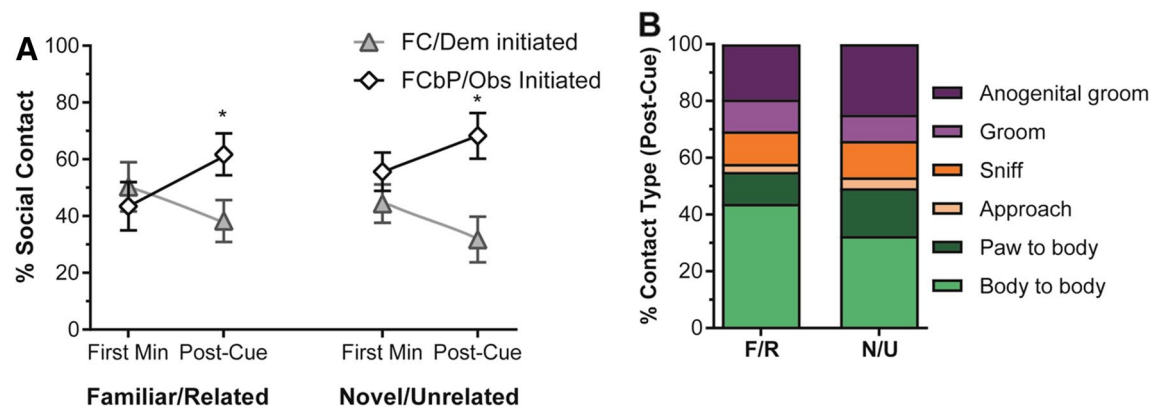 A
% Social Contact
100
80
60
40
20
0
FC/Dem initiated
FCbP/Obs Initiated
*
*
First Min Post-Cue
First Min Post-Cue
Familiar/Related
Novel/Unrelated
B
% Contact Type (Post-Cue)
100
80
60
40
20
0
F/R
N/U
Anogenital groom
Groom
Sniff
Approach
Paw to body
Body to body